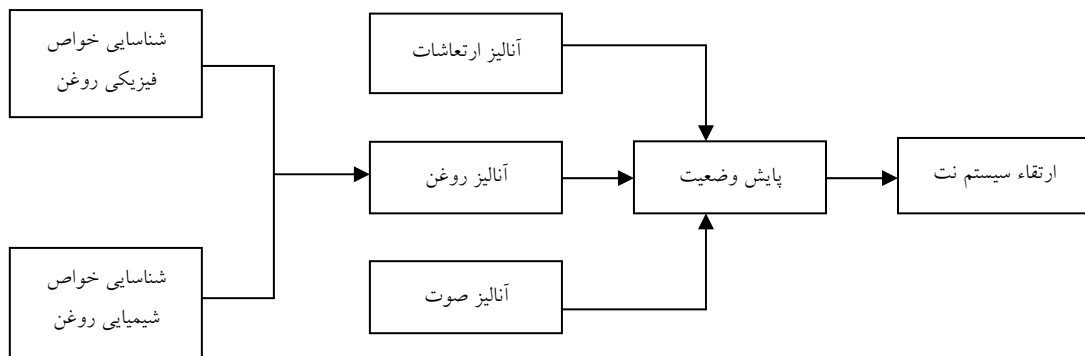 شناسایی خواص
فیزیکی روغن
آنالیز ارتعاشات
آنالیز روغن
پایش وضعیت
ارتقاء سیستم نت
شناسایی خواص
شیمیایی روغن
آنالیز صوت